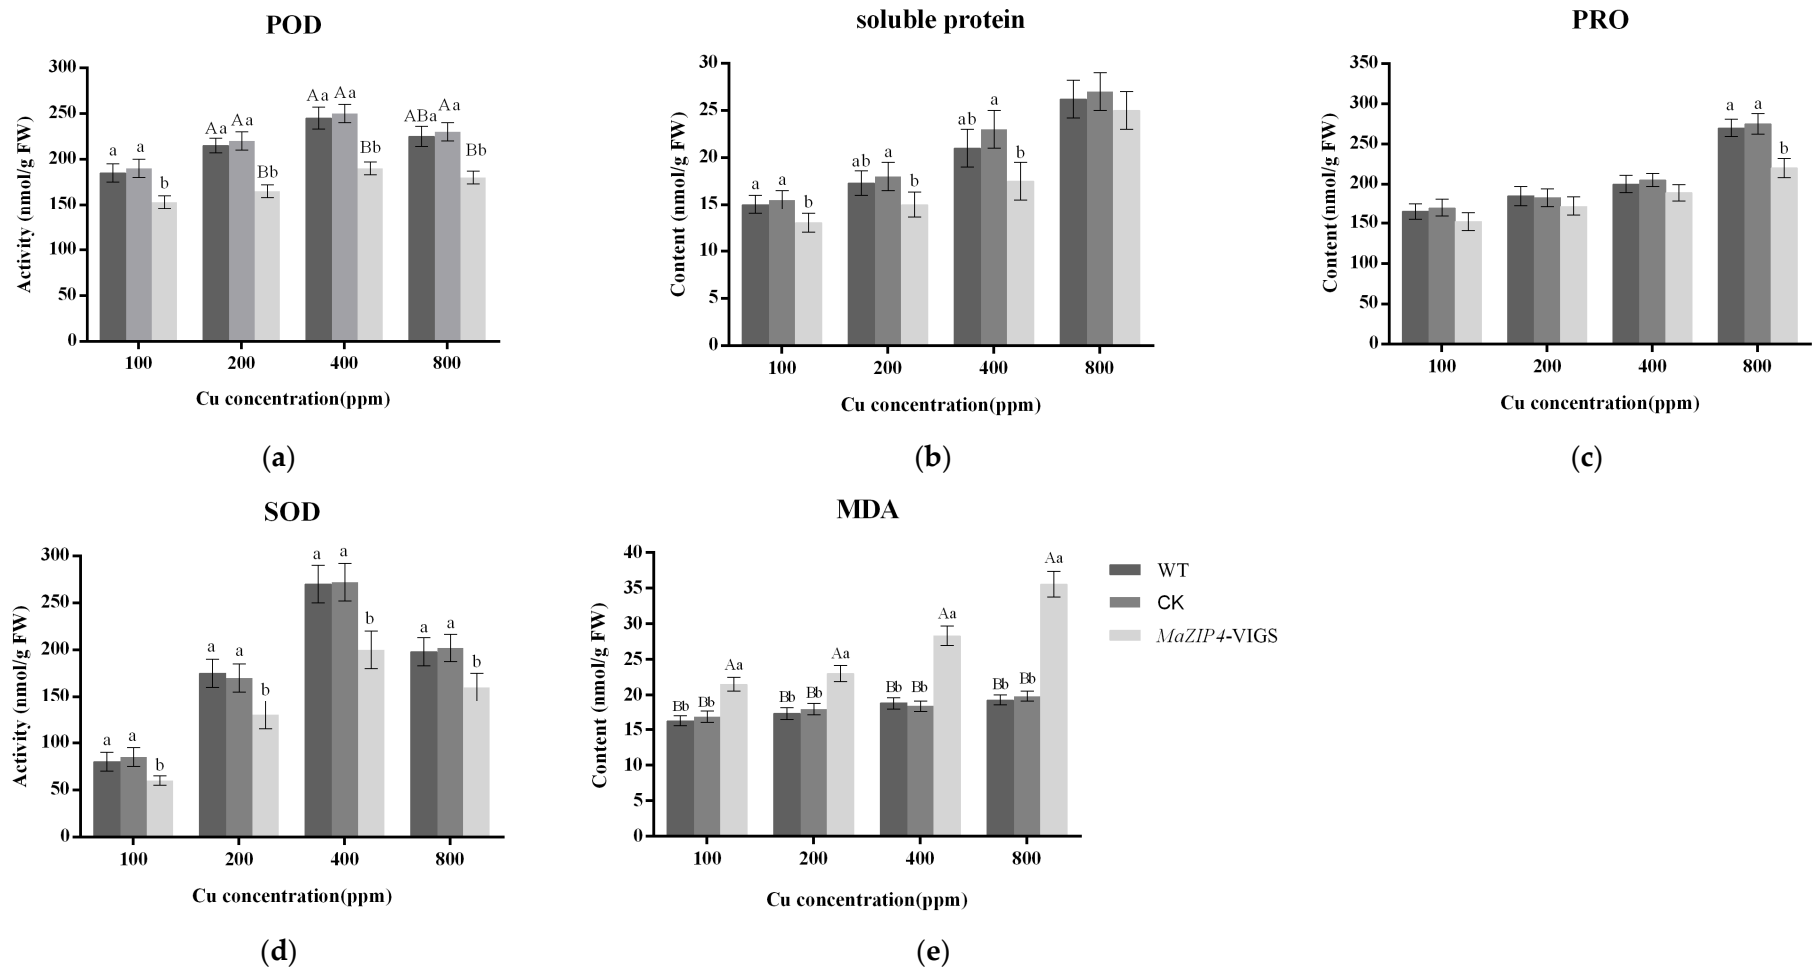 POD
Activity (nmol/g FW)
300
250
200
150
100
50
0
a a b
Aa Aa Bb
Aa Aa Bb
ABa Aa Bb
100 200 400 800
Cu concentration(ppm)
(a)
soluble protein
Content (nmol/g FW)
30
25
20
15
10
5
0
a a b
ab a b
ab a b
100 200 400 800
Cu concentration(ppm)
(b)
PRO
Content(nmol/g FW)
350
300
250
200
150
100
50
0
a a b
100 200 400 800
Cu concentration(ppm)
(c)
SOD
Activity (nmol/g FW)
300
250
200
150
100
50
0
a a b
a a b
a a b
a a b
100 200 400 800
Cu concentration(ppm)
(d)
MDA
Content (nmol/g FW)
40
35
30
25
20
15
10
5
0
Bb Bb Aa
Bb Bb Aa
Bb Bb Aa
Bb Bb Aa
100 200 400 800
Cu concentration(ppm)
(e)
WT
CK
MaZIP4-VIGS